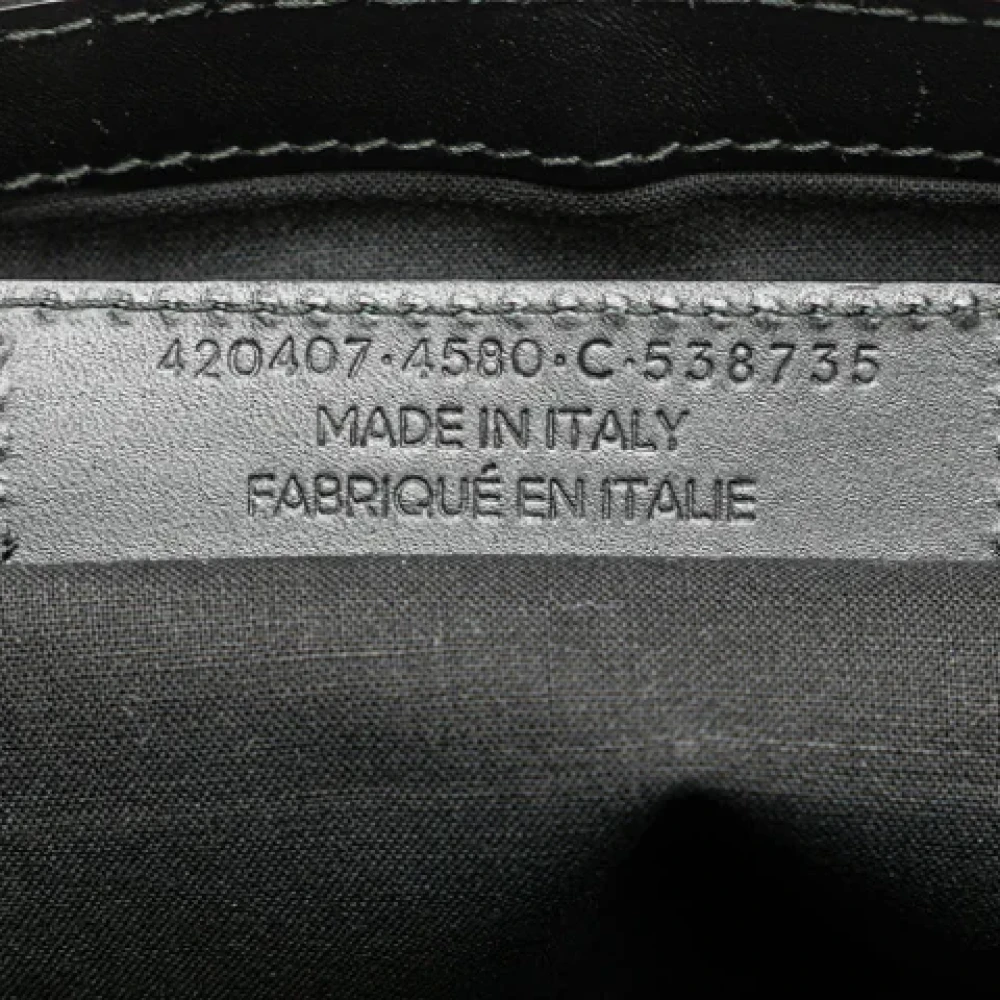 420407·4580·C·538735
MADE IN ITALY
FABRIQUÉ EN ITALIE